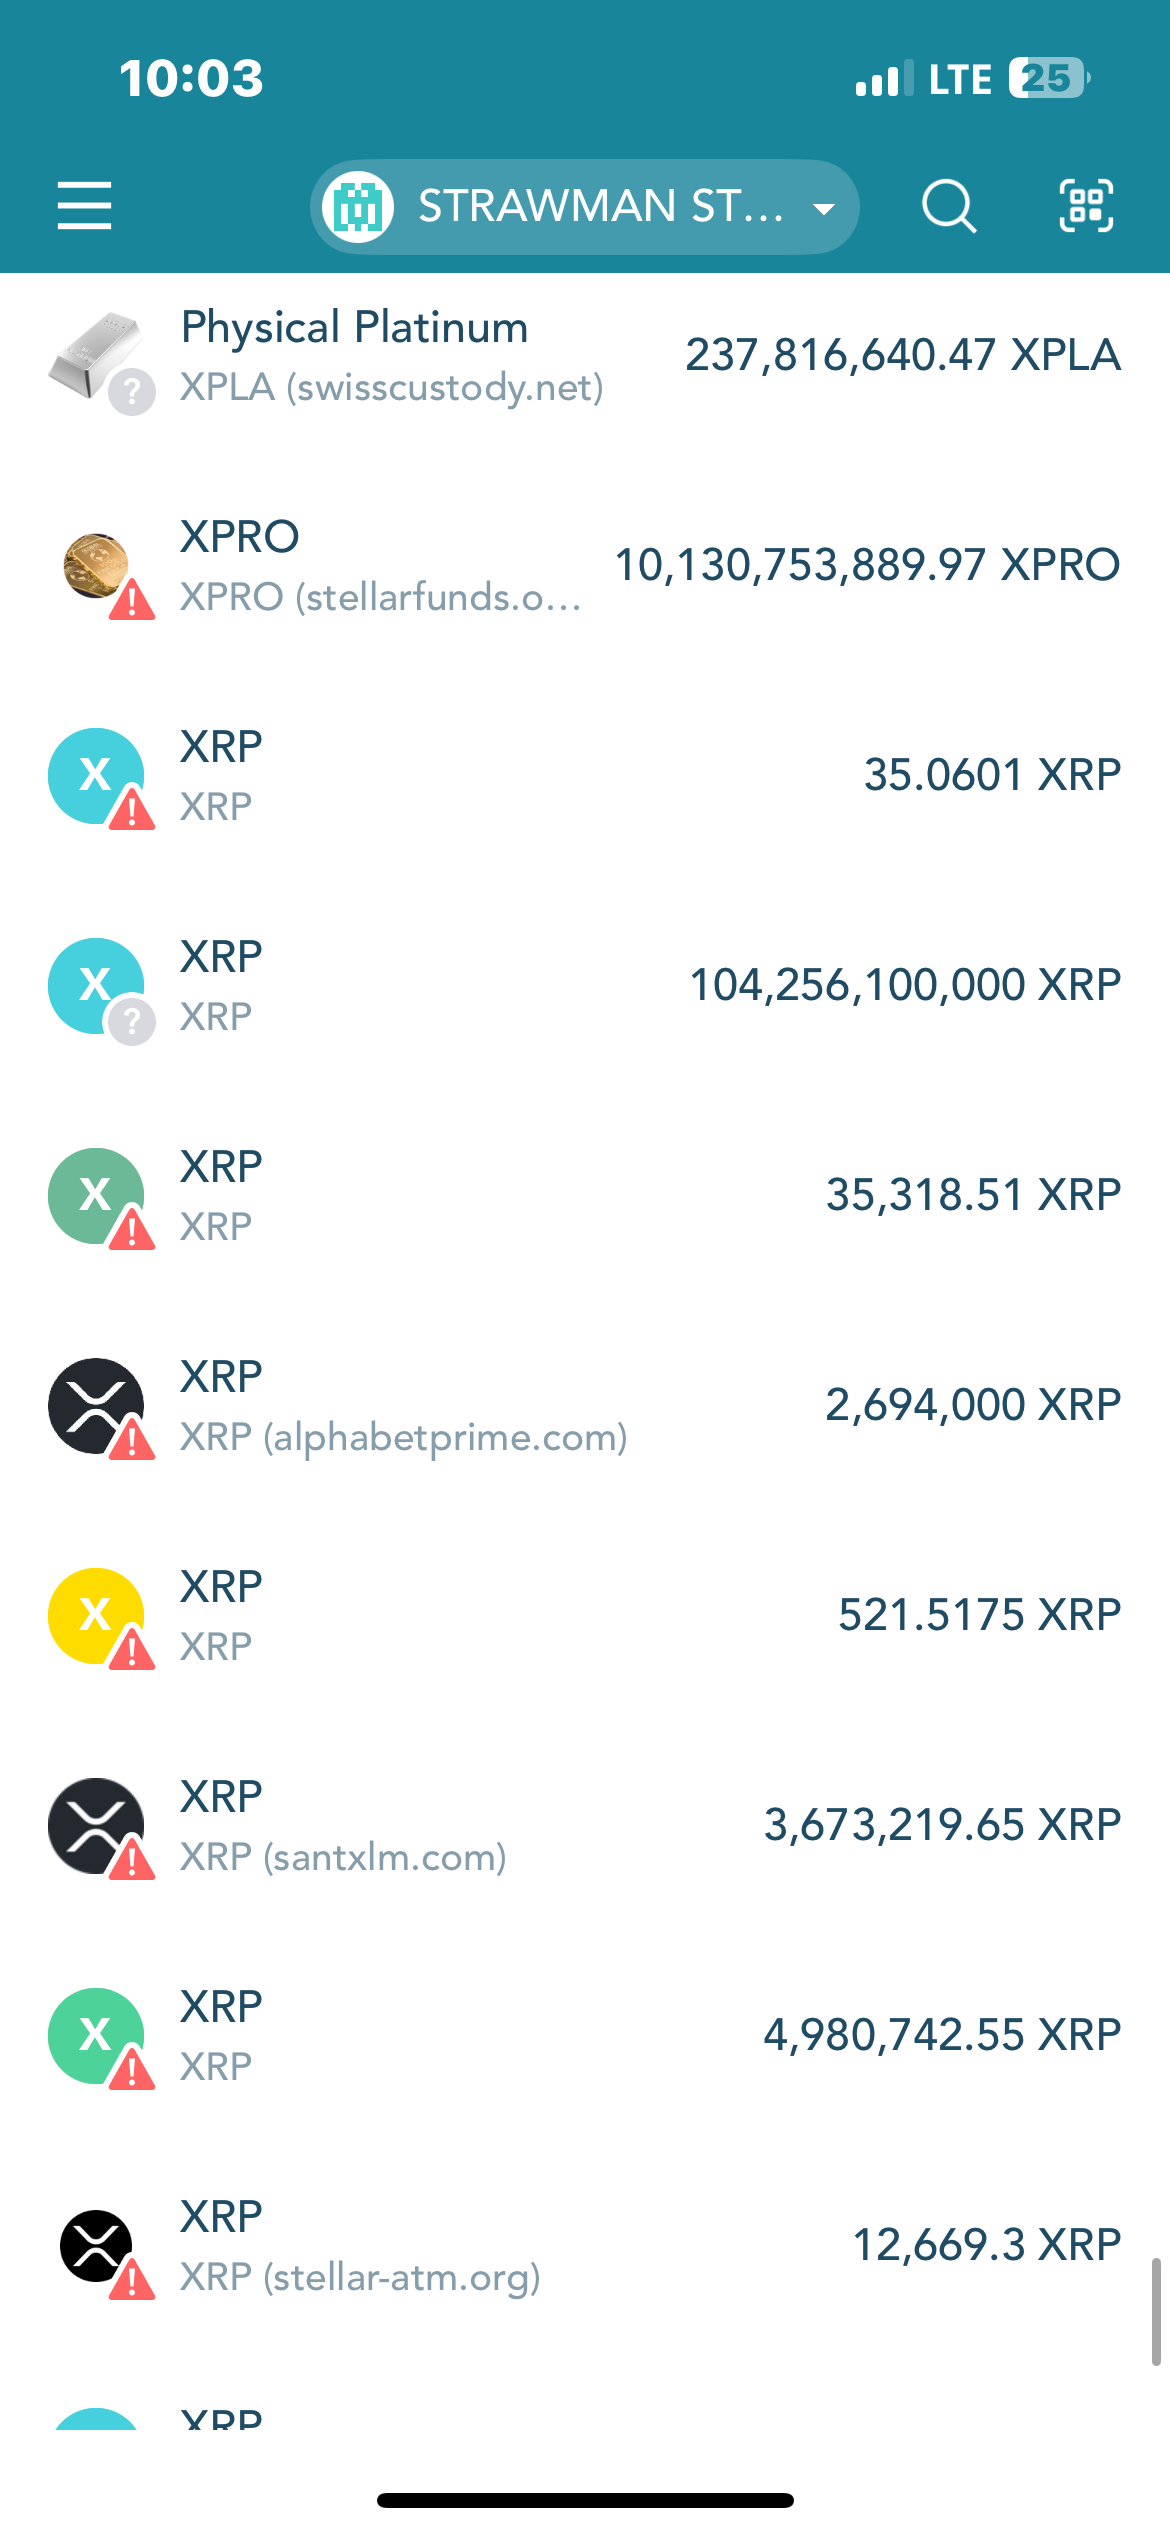 10:03
LTE 25
STRAWMAN ST...
Physical Platinum
237,816,640.47 XPLA
XPLA (swisscustody.net)
XPRO
10,130,753,889.97 XPRO
XPRO (stellarfunds.o...
X
XRP
35.0601 XRP
XRP
X
XRP
104,256,100,000 XRP
?
XRP
X
XRP
35,318.51 XRP
XRP
XRP
2,694,000 XRP
XRP (alphabetprime.com)
X
XRP
521.5175 XRP
XRP
XRP
3,673,219.65 XRP
XRP (santxlm.com)
X
XRP
4,980,742.55 XRP
XRP
XRP
12,669.3 XRP
XRP (stellar-atm.org)
XRP